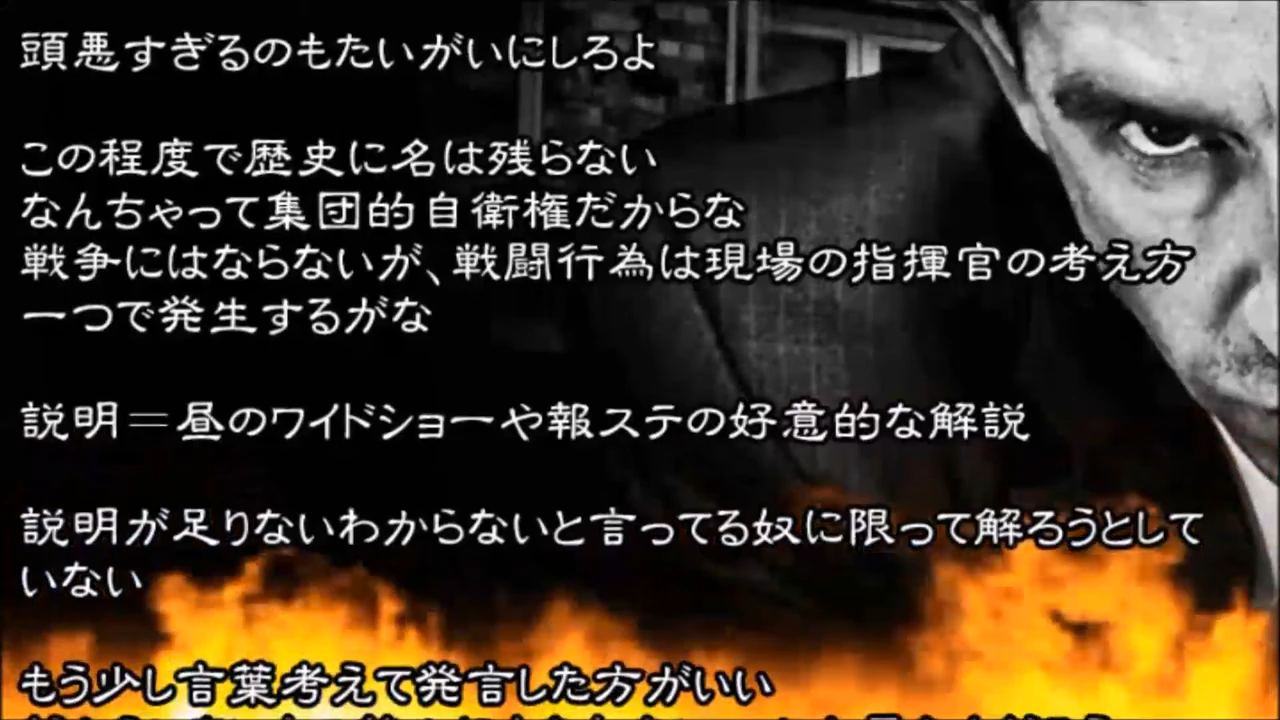 頭悪すぎるのもたいがいにしろよ
この程度で歴史に名は残らない
なんちゃって集団的自衛権だからな
戦争にはならないが、戦闘行為は現場の指揮官の考え方
一つで発生するがな
説明＝昼のワイドショーや報ステの好意的な解説
説明が足りないわからないと言ってる奴に限って解ろうとして
いない
もう少し言葉考えて発言した方がいい